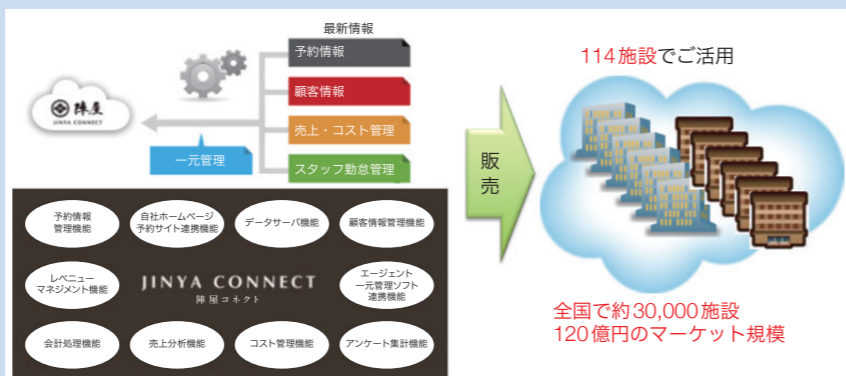 最新情報
予約情報
顧客情報
売上・コスト管理
スタッフ勤怠管理
陣屋
JINYA CONNECT
一元管理
予約情報
管理機能
自社ホームページ
予約サイト連携機能
データサーバ機能
顧客情報管理機能
レベニュー
マネジメント機能
JINYA CONNECT
陣屋コネクト
エージェント
一元管理ソフト
連携機能
会計処理機能
売上分析機能
コスト管理機能
アンケート集計機能
販売
114施設でご活用
全国で約30,000施設
120億円のマーケット規模